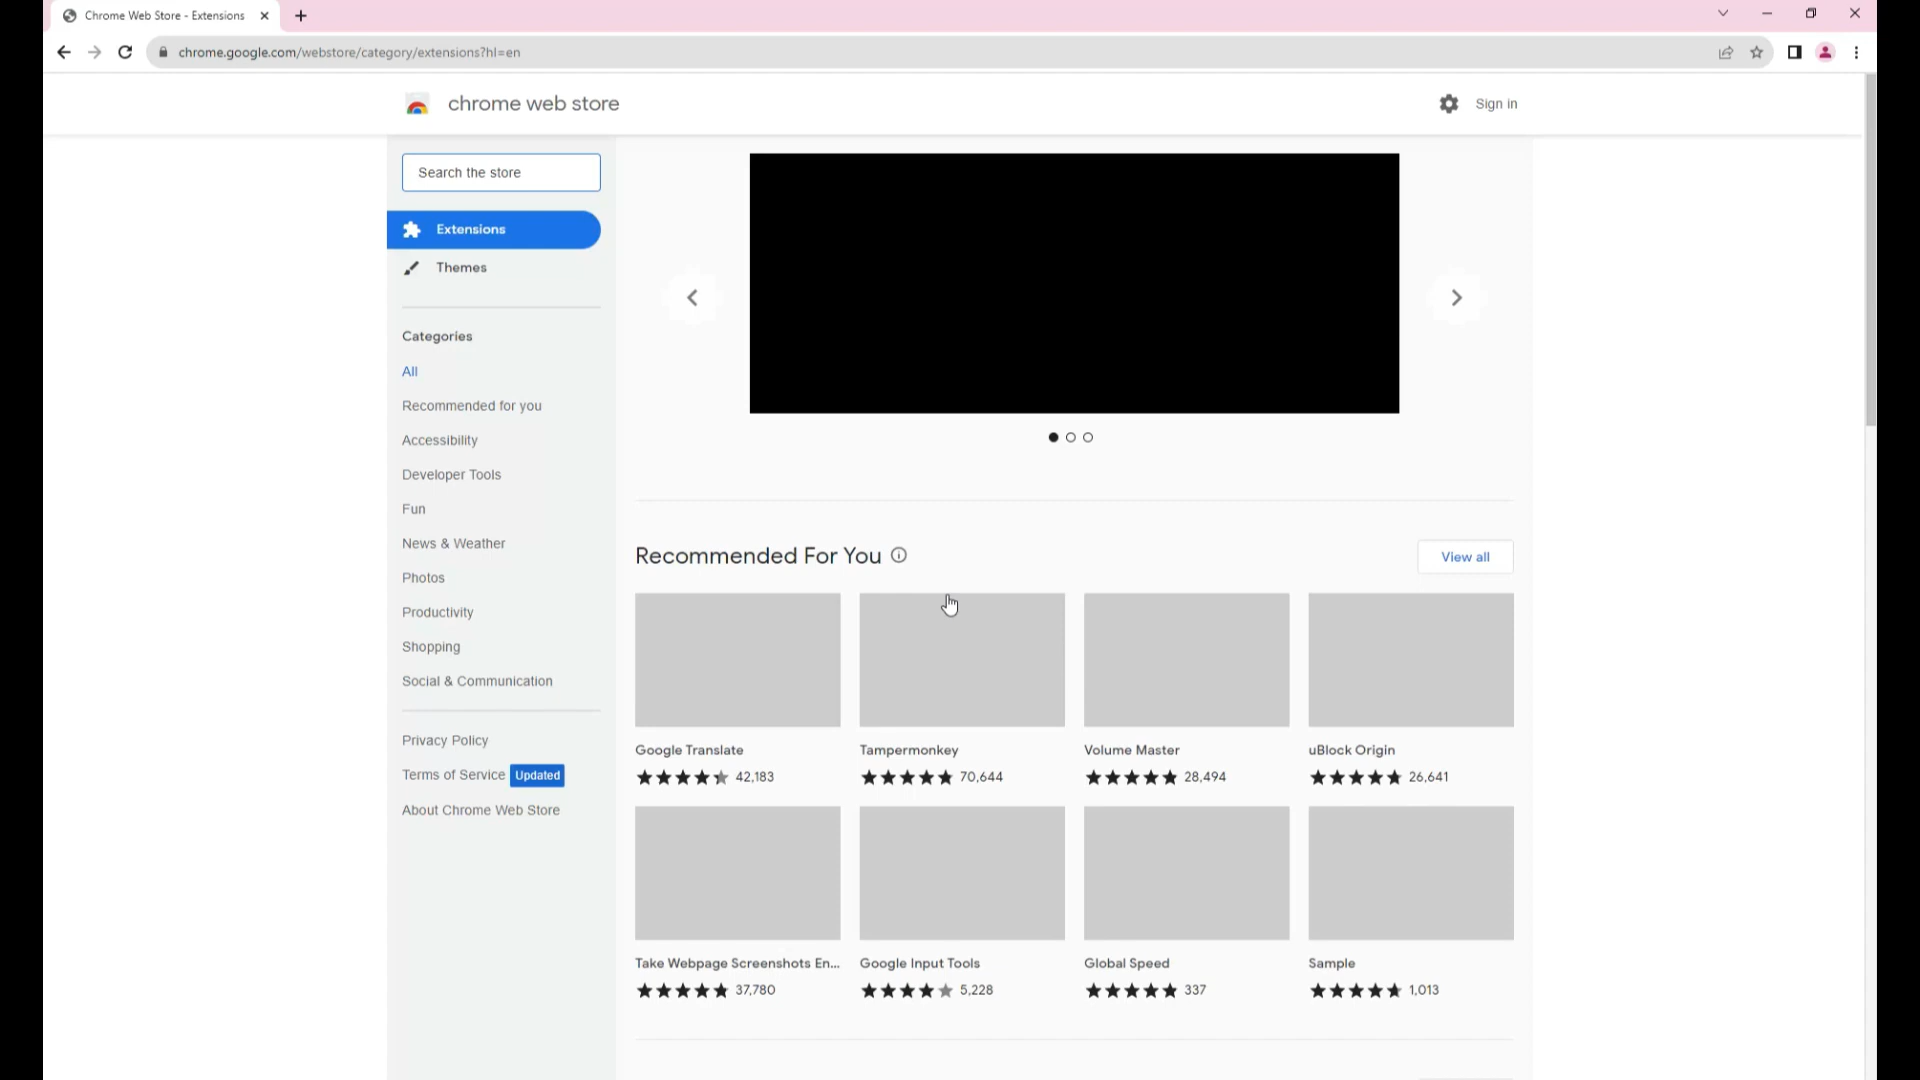 Chrome Web Store - Extensions
chrome.google.com/webstore/category/extensions?hl=en
chrome web store
Sign in
Search the store
Extensions
Themes
Categories
All
Recommended for you
Accessibility
Developer Tools
Fun
News & Weather
Photos
Productivity
Shopping
Social & Communication
Privacy Policy
Terms of Service Updated
About Chrome Web Store
Recommended For You
View all
Google Translate
42,183
Tampermonkey
70,644
Volume Master
28,494
uBlock Origin
26,641
Take Webpage Screenshots En...
37,780
Google Input Tools
5,228
Global Speed
337
Sample
1,013